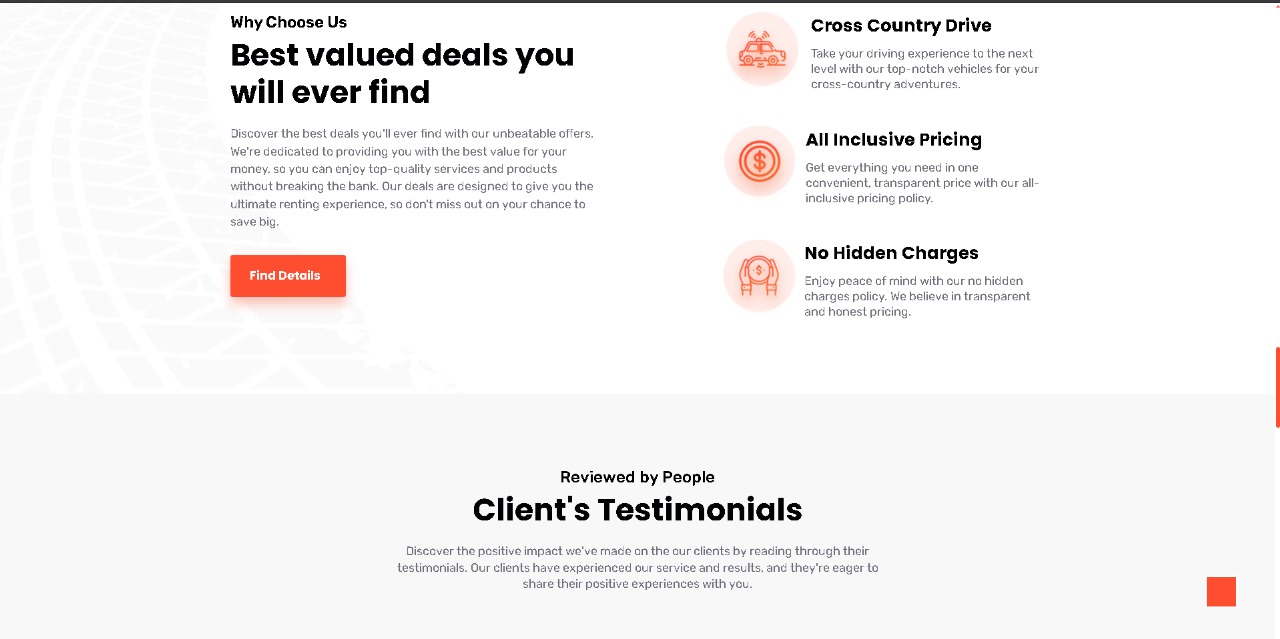 Why Choose Us
Best valued deals you
will ever find
Discover the best deals you'll ever find with our unbeatable offers.
We're dedicated to providing you with the best value for your
money, so you can enjoy top-quality services and products
without breaking the bank. Our deals are designed to give you the
ultimate renting experience, so don't miss out on your chance to
save big.
Find Details
Cross Country Drive
Take your driving experience to the next
level with our top-notch vehicles for your
cross-country adventures.
All Inclusive Pricing
Get everything you need in one
convenient, transparent price with our all-
inclusive pricing policy.
No Hidden Charges
Enjoy peace of mind with our no hidden
charges policy. We believe in transparent
and honest pricing.
Reviewed by People
Client's Testimonials
Discover the positive impact we've made on the our clients by reading through their
testimonials. Our clients have experienced our service and results, and they're eager to
share their positive experiences with you.